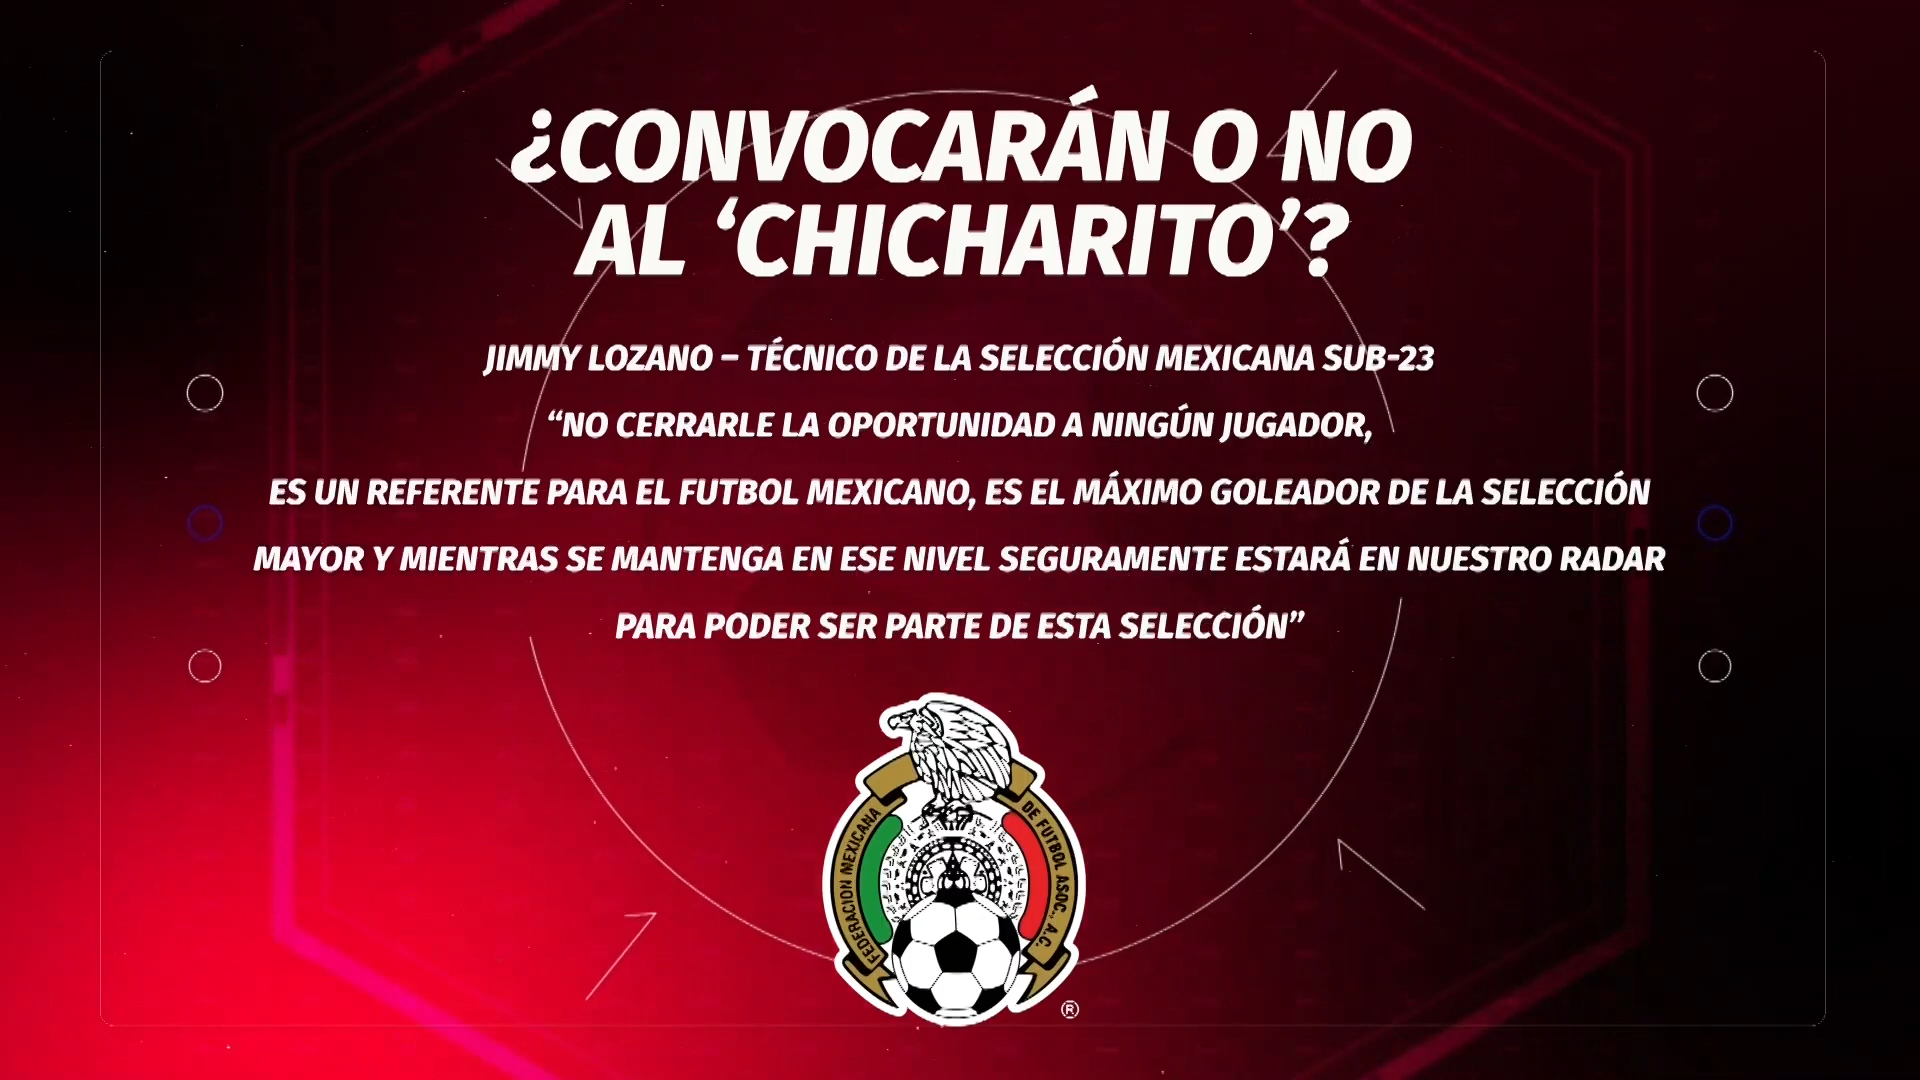 ¿CONVOCARÁN O NO
AL ‘CHICHARITO’?
JIMMY LOZANO – TÉCNICO DE LA SELECCIÓN MEXICANA SUB-23
“NO CERRARLE LA OPORTUNIDAD A NINGÚN JUGADOR,
ES UN REFERENTE PARA EL FUTBOL MEXICANO, ES EL MÁXIMO GOLEADOR DE LA SELECCIÓN
MAYOR Y MIENTRAS SE MANTENGA EN ESE NIVEL SEGURAMENTE ESTARÁ EN NUESTRO RADAR
PARA PODER SER PARTE DE ESTA SELECCIÓN”
FEDERACION MEXICANA
DE FUTBOL ASOC., A.C.
®